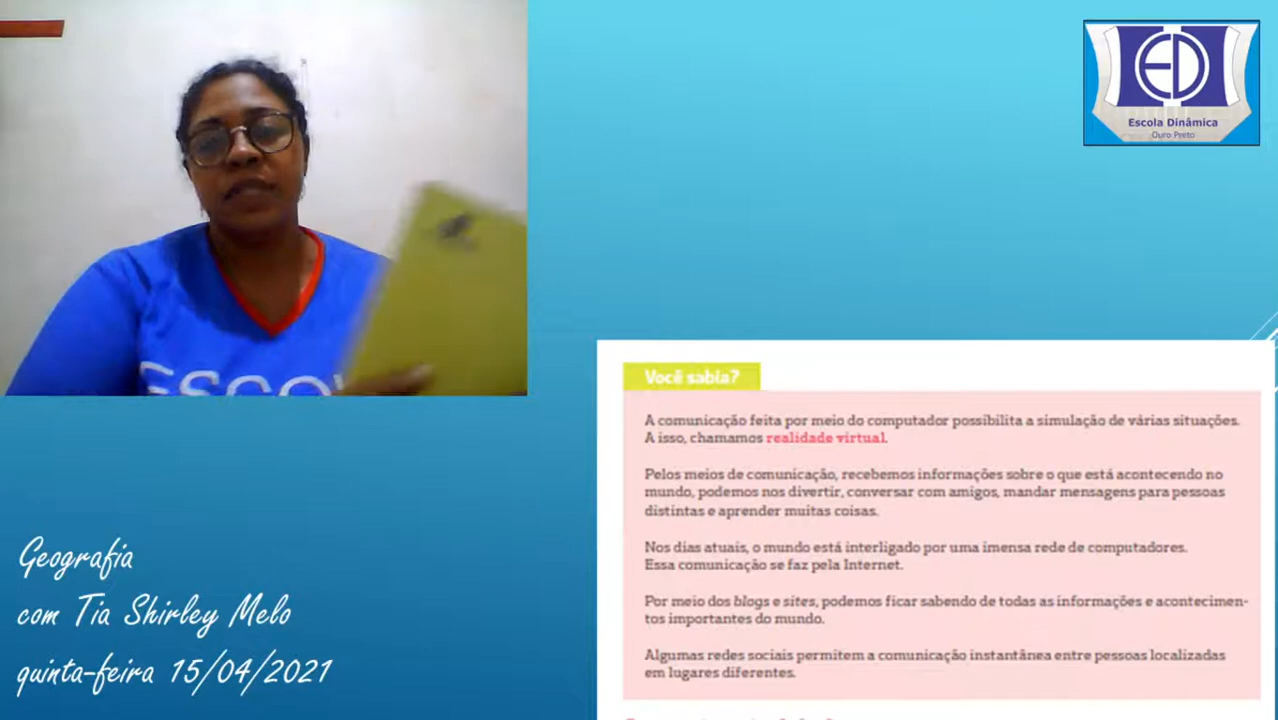 ESCOL
ED
Escola Dinâmica
Ouro Preto
Você sabia?
A comunicação feita por meio do computador possibilita a simulação de várias situações.
A isso, chamamos realidade virtual.
Pelos meios de comunicação, recebemos informações sobre o que está acontecendo no
mundo, podemos nos divertir, conversar com amigos, mandar mensagens para pessoas
distintas e aprender muitas coisas.
Nos dias atuais, o mundo está interligado por uma imensa rede de computadores.
Essa comunicação se faz pela Internet.
Por meio dos blogs e sites, podemos ficar sabendo de todas as informações e acontecimen-
tos importantes do mundo.
Algumas redes sociais permitem a comunicação instantânea entre pessoas localizadas
em lugares diferentes.
Geografia
com Tia Shirley Melo
quinta-feira 15/04/2021